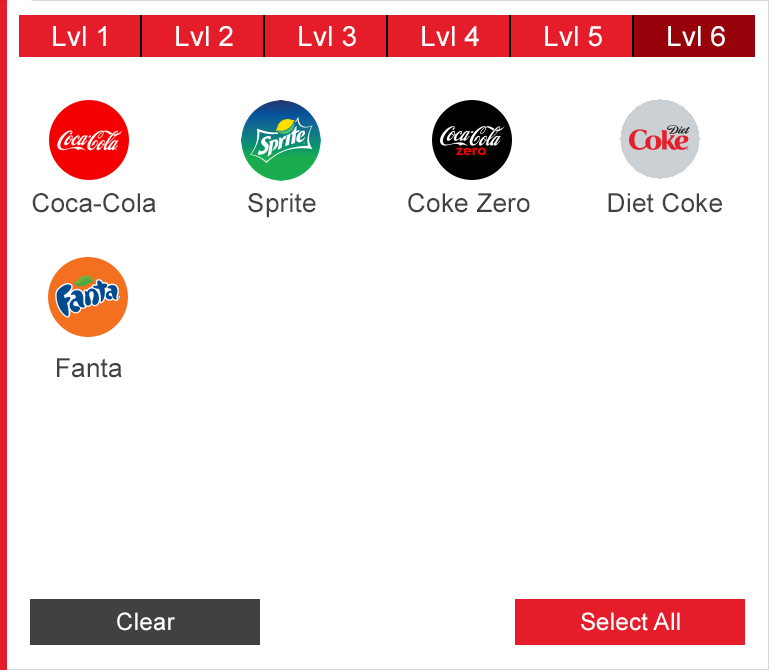 Lvl 1 Lvl 2 Lvl 3 Lvl 4 Lvl 5 Lvl 6
Coca-Cola Sprite Coca-Cola zero Diet Coke
Coca-Cola Sprite Coke Zero Diet Coke
Fanta
Fanta
Clear Select All